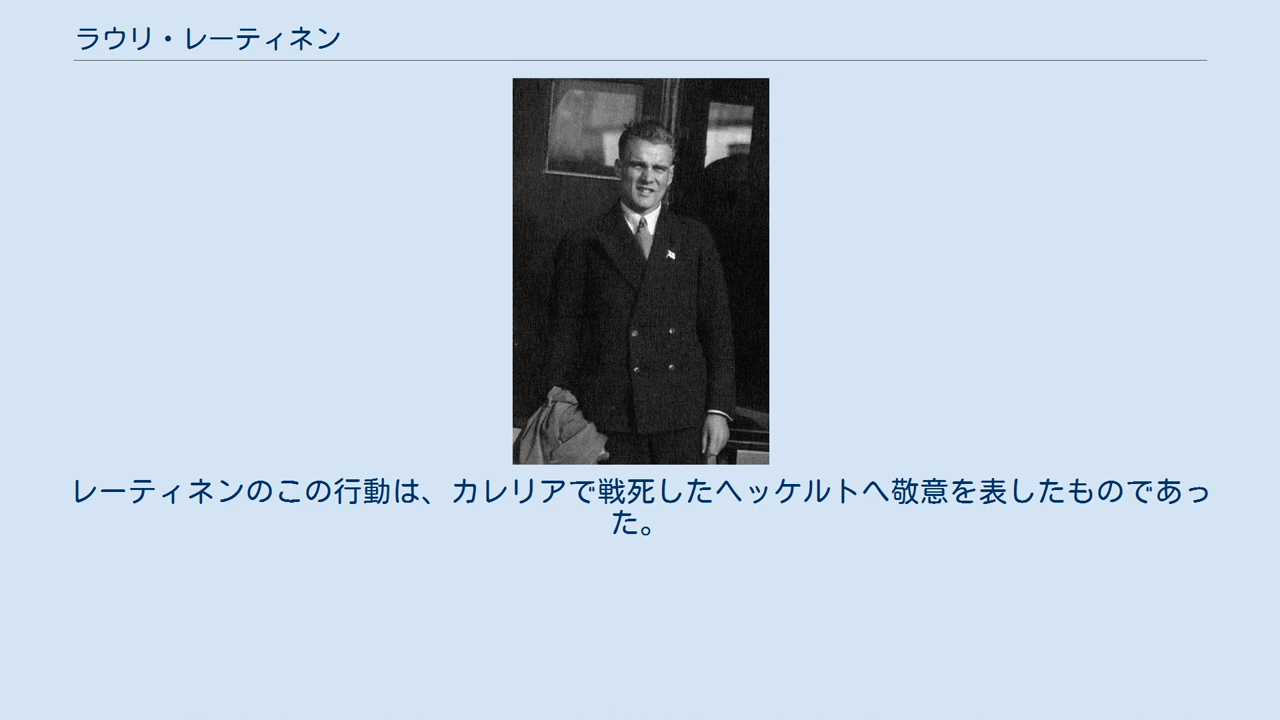 ラウリ・レーティネン
レーティネンのこの行動は、カレリアで戦死したヘッケルトへ敬意を表したものであっ
た。